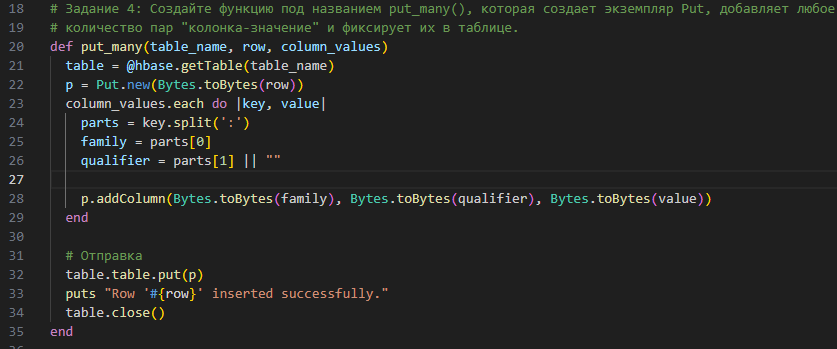 18 # Задание 4: Создайте функцию под названием put_many(), которая создает экземпляр Put, добавляет любое
19 # количество пар "колонка-значение" и фиксирует их в таблице.
20 def put_many(table_name, row, column_values)
21 table = @hbase.getTable(table_name)
22 p = Put.new(Bytes.toBytes(row))
23 column_values.each do |key, value|
24 parts = key.split(':')
25 family = parts[0]
26 qualifier = parts[1] || ""
27
28 p.addColumn(Bytes.toBytes(family), Bytes.toBytes(qualifier), Bytes.toBytes(value))
29 end
30
31 # Отправка
32 table.table.put(p)
33 puts "Row '#{row}' inserted successfully."
34 table.close()
35 end